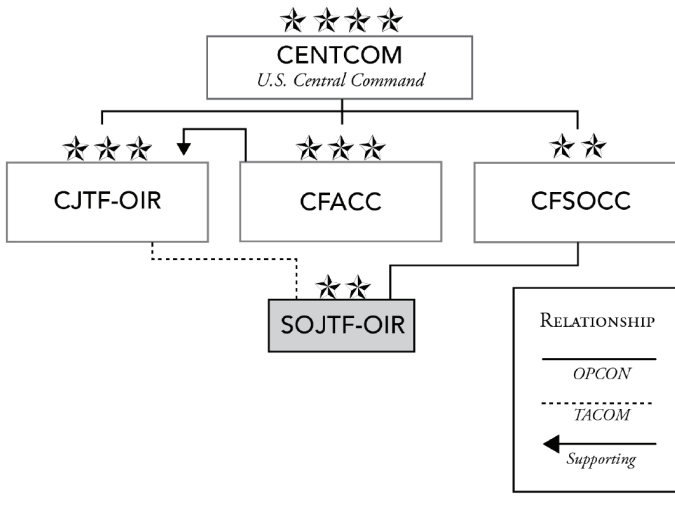 CENTCOM
U.S. Central Command
CJTF-OIR
CFACC
CFSOCC
SOJTF-OIR
RELATIONSHIP
OPCON
TACOM
Supporting